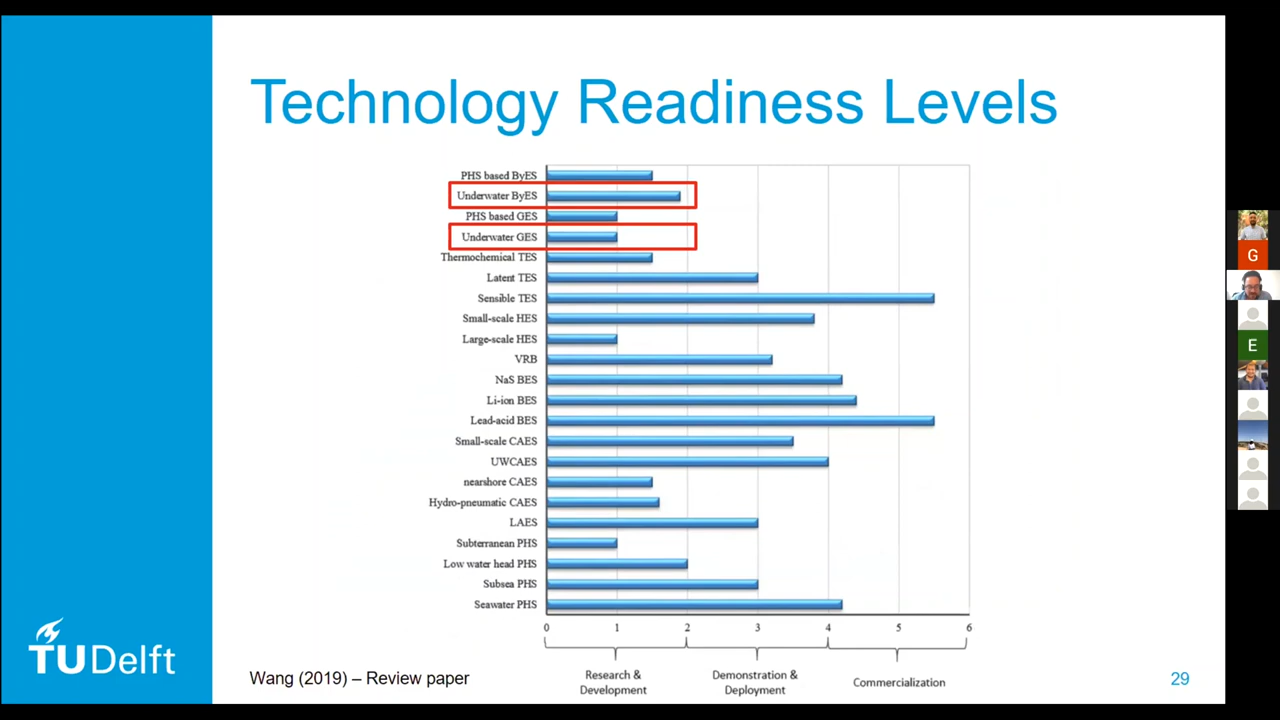 Technology Readiness Levels
PHS based ByES
Underwater ByES
PHS based GES
Underwater GES
Thermochemical TES
Latent TES
Sensible TES
Small-scale HES
Large-scale HES
VRB
NaS BES
Li-ion BES
Lead-acid BES
Small-scale CAES
UWCAES
nearshore CAES
Hydro-pneumatic CAES
LAES
Subterranean PHS
Low water head PHS
Subsea PHS
Seawater PHS
0 1 2 3 4 5 6
Research &
Development
Demonstration &
Deployment
Commercialization
TUDelft
Wang (2019) – Review paper
29
G
E